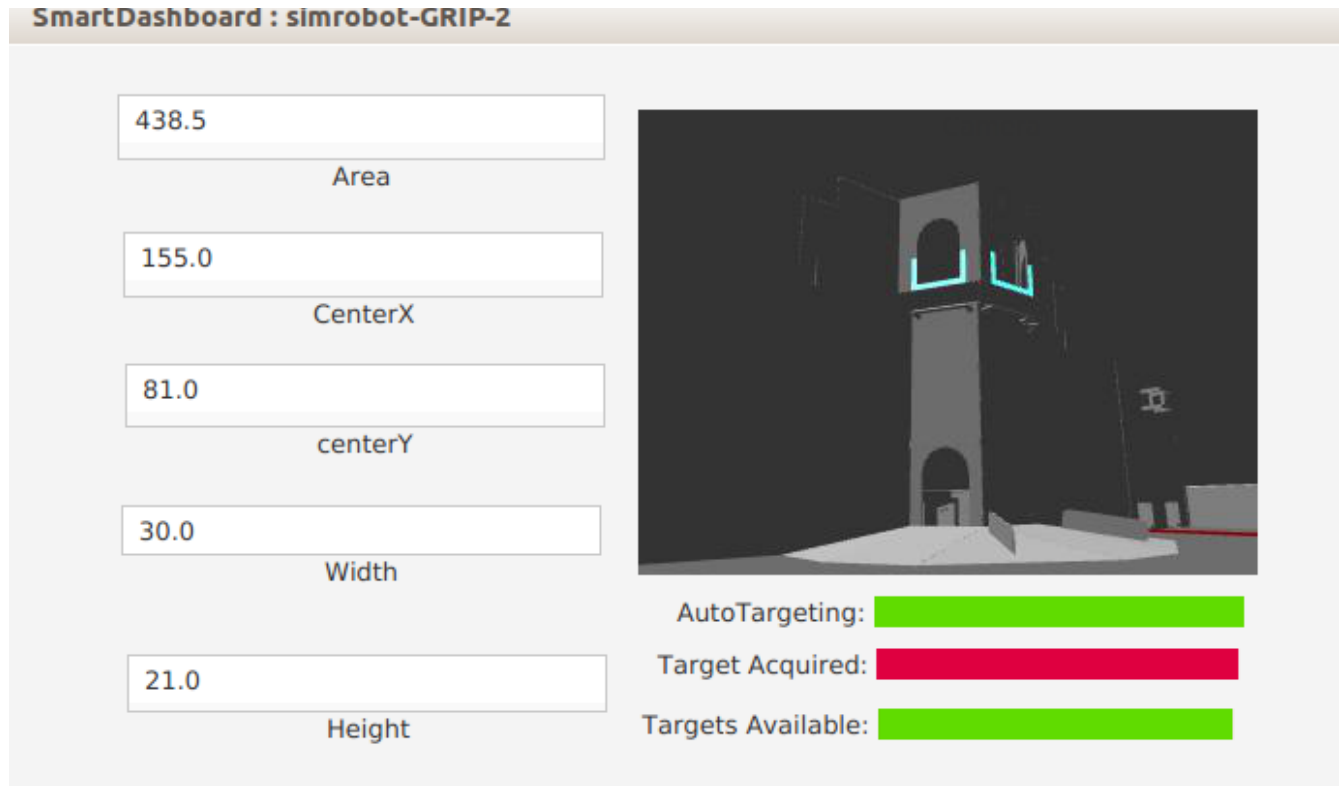 SmartDashboard : simrobot-GRIP-2
438.5
Area
155.0
CenterX
81.0
centerY
30.0
Width
21.0
Height
AutoTargeting:
Target Acquired:
Targets Available: